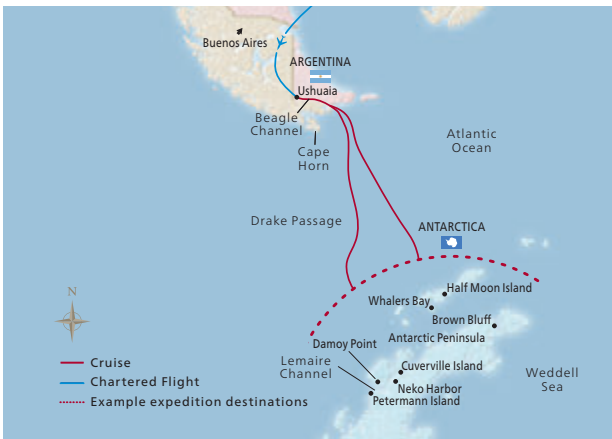 Buenos Aires
ARGENTINA
Ushuaia
Beagle
Channel
Cape
Horn
Atlantic
Ocean
Drake Passage
ANTARCTICA
N
Half Moon Island
Whalers Bay
Brown Bluff
Antarctic Peninsula
Damoy Point
Lemaire
Channel
Cuverville Island
Weddell
Sea
Neko Harbor
Petermann Island
Cruise
Chartered Flight
Example expedition destinations